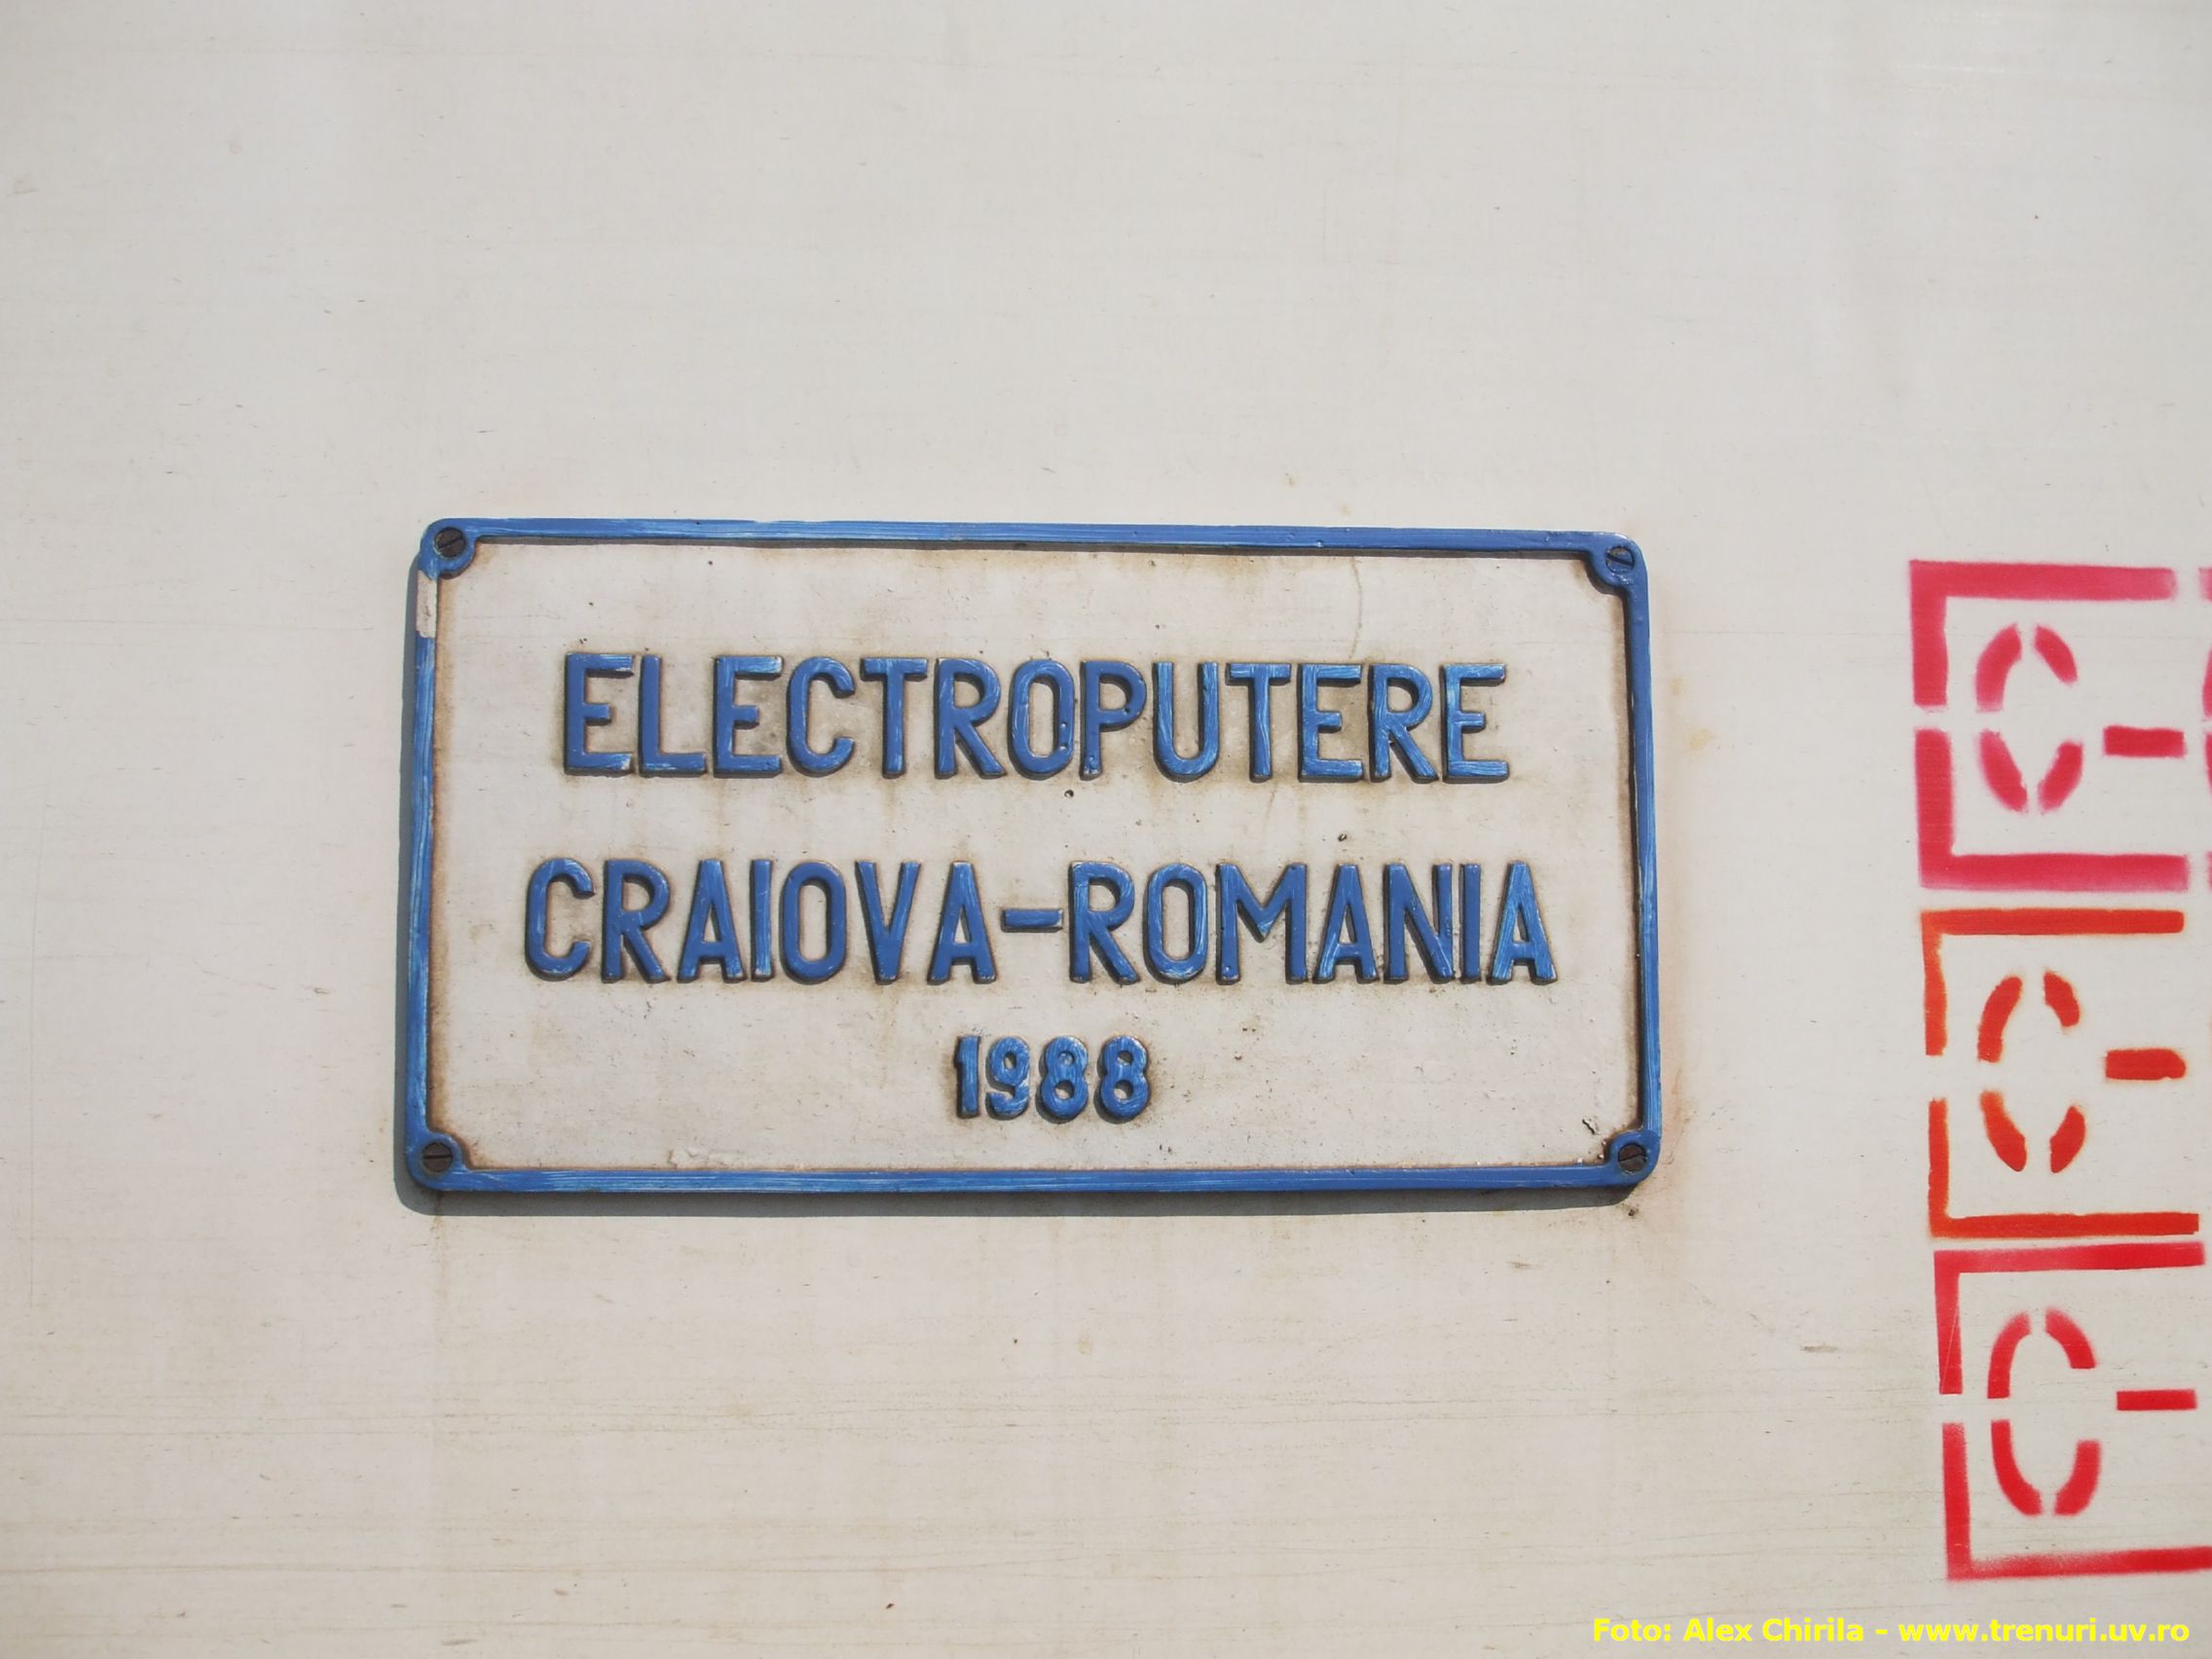 ELECTROPUTERE
CRAIOVA-ROMANIA
1988
Foto: Alex Chirila - www.trenuri.uv.ro